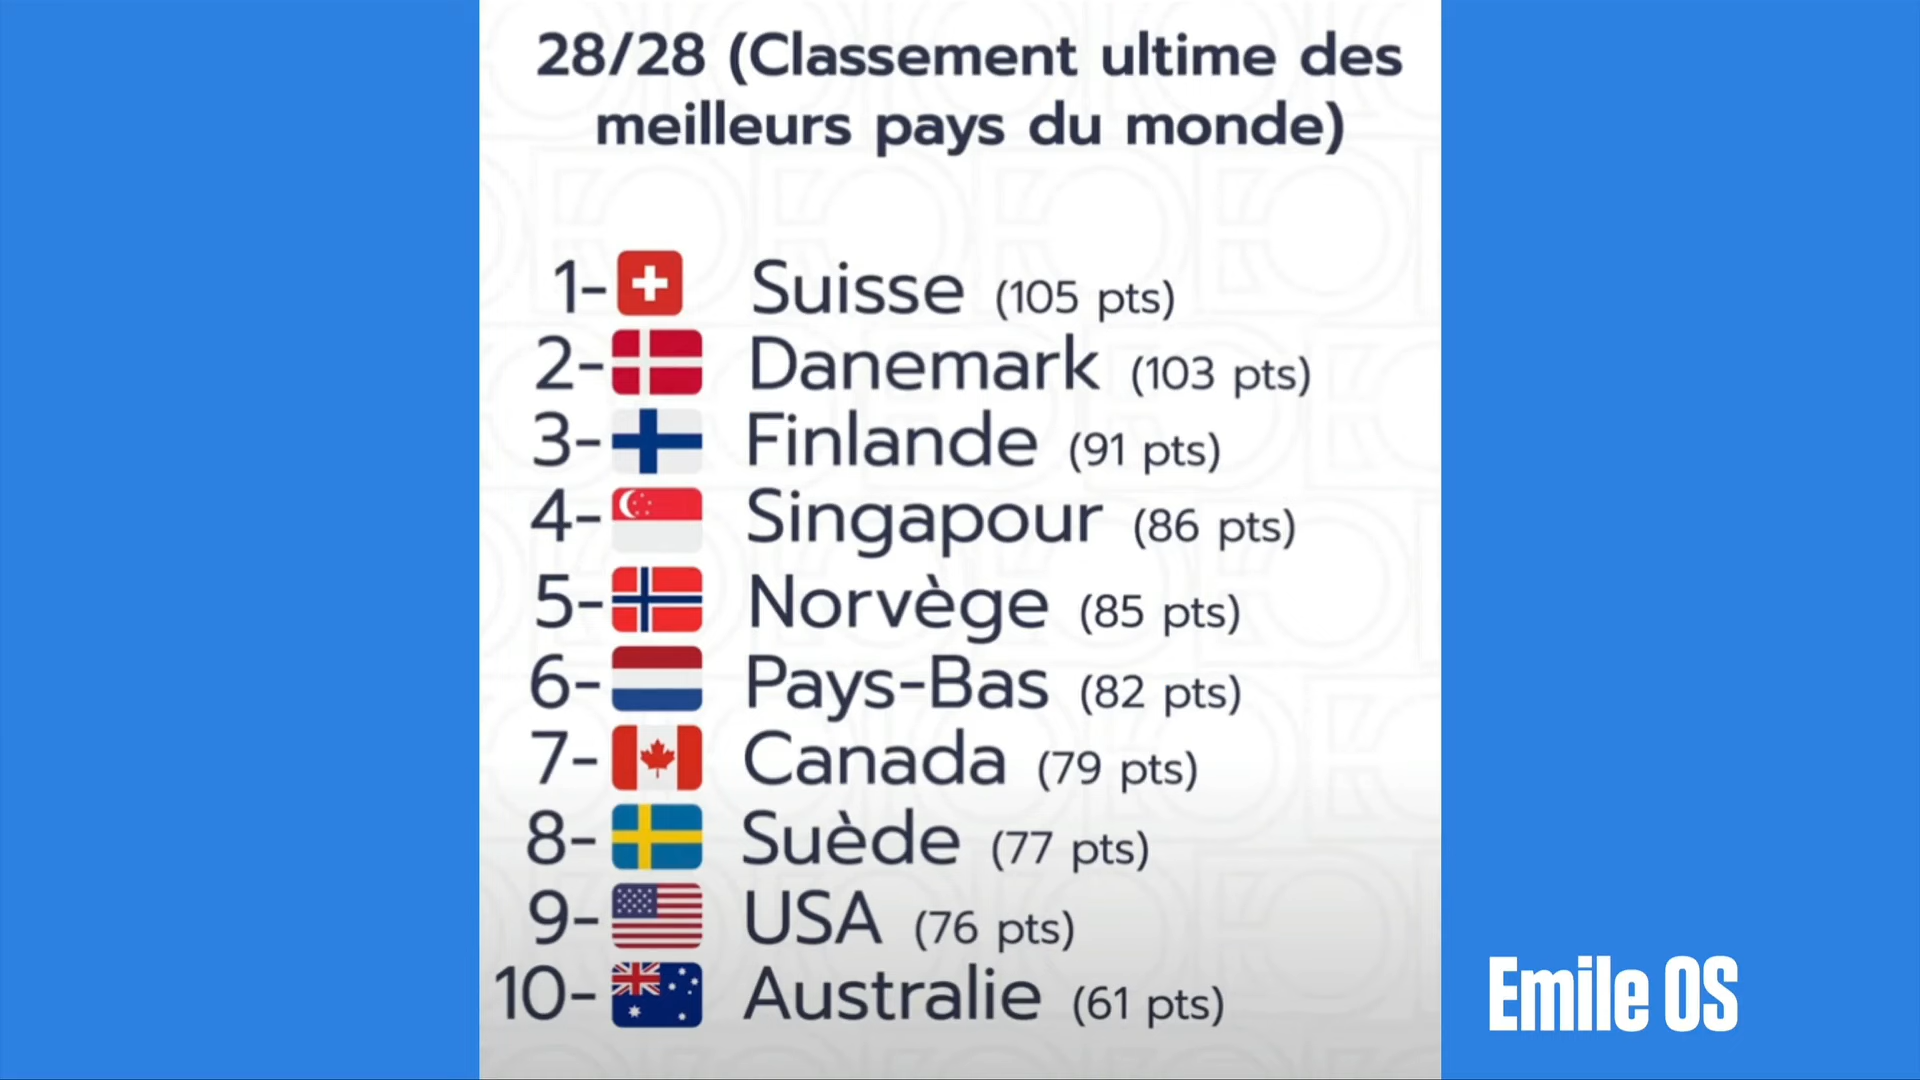 28/28 (Classement ultime des
meilleurs pays du monde)
1- Suisse (105 pts)
2- Danemark (103 pts)
3- Finlande (91 pts)
4- Singapour (86 pts)
5- Norvège (85 pts)
6- Pays-Bas (82 pts)
7- Canada (79 pts)
8- Suède (77 pts)
9- USA (76 pts)
10- Australie (61 pts)
Emile OS